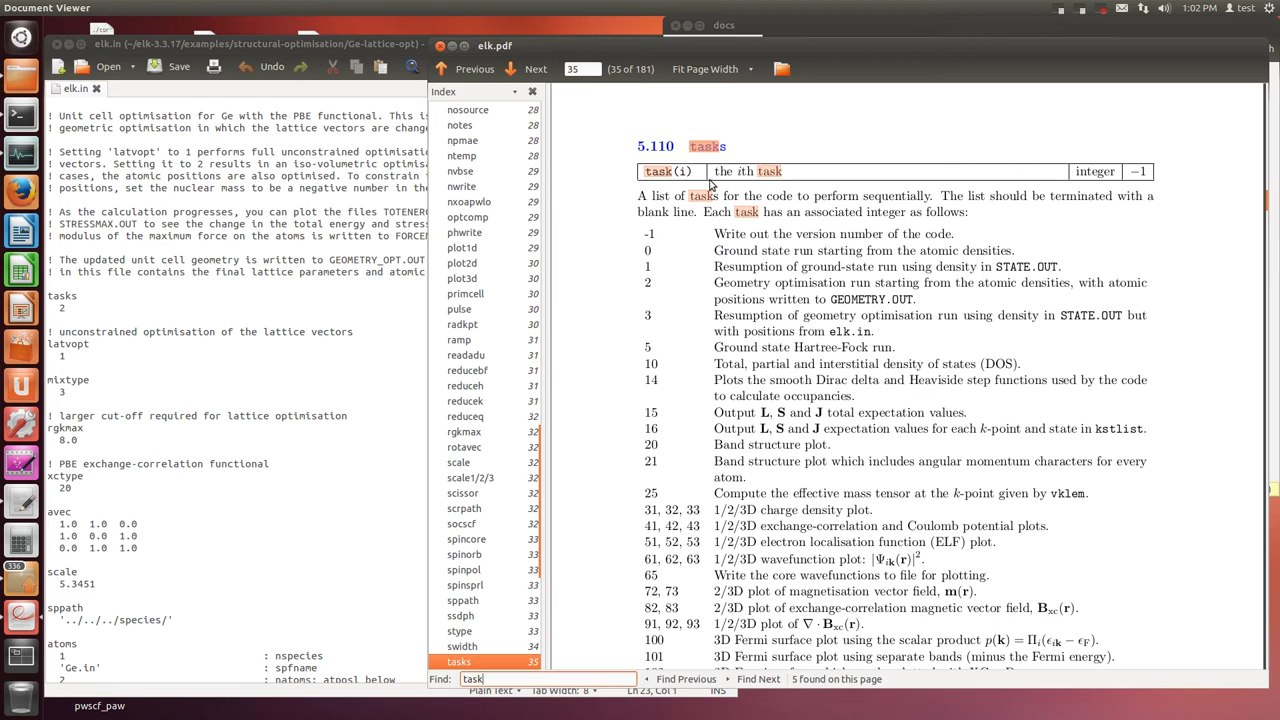 Document Viewer
1:02 PM
test
docs
elk.in (~/elk-3.3.17/examples/structural-optimisation/Ge-lattice-opt) -
Open
Save
Undo
elk.in
! Unit cell optimisation for Ge with the PBE functional. This is
! geometric optimisation in which the lattice vectors are change
! Setting 'latvopt' to 1 performs full unconstrained optimisatio
! vectors. Setting it to 2 results in an iso-volumetric optimisa
! cases, the atomic positions are also optimised. To constrain t
! positions, set the nuclear mass to be a negative number in the
! As the calculation progresses, you can plot the files TOTENERG
! STRESSMAX.OUT to see the change in the total energy and stress
! modulus of the maximum force on the atoms is written to FORCEM
! The updated unit cell geometry is written to GEOMETRY_OPT.OUT
! in this file contains the final lattice parameters and atomic
tasks
2
! unconstrained optimisation of the lattice vectors
latvopt
1
mixtype
3
! larger cut-off required for lattice optimisation
rgkmax
8.0
! PBE exchange-correlation functional
xctype
20
avec
1.0 1.0 0.0
1.0 0.0 1.0
0.0 1.0 1.0
scale
5.3451
sppath
'../../../species/'
atoms
1 : nspecies
'Ge.in' : spfname
2 : natoms; atposl below
Plain Text
Tab Width: 8
Ln 23, Col 1
INS
336
pwscf_paw
elk.pdf
Previous
Next
35
(35 of 181)
Fit Page Width
Index
nosource 28
notes 28
npmae 28
ntemp 28
nvbse 28
nwrite 28
nxoapwlo 29
optcomp 29
phwrite 29
plot1d 29
plot2d 29
plot3d 29
primcell 30
pulse 30
radkpt 30
ramp 31
readadu 31
reducebf 31
reduceh 31
reducek 31
reduceq 32
rgkmax 32
rotavec 32
scale 32
scale1/2/3 32
scissor 32
scrpath 32
socscf 32
spincore 33
spinorb 33
spinpol 33
spinsprl 33
sppath 33
ssdph 33
stype 33
swidth 34
tasks 35
5.110 tasks
task(i) the ith task integer −1
A list of tasks for the code to perform sequentially. The list should be terminated with a
blank line. Each task has an associated integer as follows:
-1 Write out the version number of the code.
0 Ground state run starting from the atomic densities.
1 Resumption of ground-state run using density in STATE.OUT.
2 Geometry optimisation run starting from the atomic densities, with atomic
positions written to GEOMETRY.OUT.
3 Resumption of geometry optimisation run using density in STATE.OUT but
with positions from elk.in.
5 Ground state Hartree-Fock run.
10 Total, partial and interstitial density of states (DOS).
14 Plots the smooth Dirac delta and Heaviside step functions used by the code
to calculate occupancies.
15 Output L, S and J total expectation values.
16 Output L, S and J expectation values for each k-point and state in kstlist.
20 Band structure plot.
21 Band structure plot which includes angular momentum characters for every
atom.
25 Compute the effective mass tensor at the k-point given by vklem.
31, 32, 33 1/2/3D charge density plot.
41, 42, 43 1/2/3D exchange-correlation and Coulomb potential plots.
51, 52, 53 1/2/3D electron localisation function (ELF) plot.
61, 62, 63 1/2/3D wavefunction plot: |Ψik(r)|².
65 Write the core wavefunctions to file for plotting.
72, 73 2/3D plot of magnetisation vector field, m(r).
82, 83 2/3D plot of exchange-correlation magnetic vector field, Bxc(r).
91, 92, 93 1/2/3D plot of ∇ · Bxc(r).
100 3D Fermi surface plot using the scalar product p(k) = Πi(ϵik − ϵF).
101 3D Fermi surface plot using separate bands (minus the Fermi energy).
Find: task
Find Previous
Find Next
5 found on this page